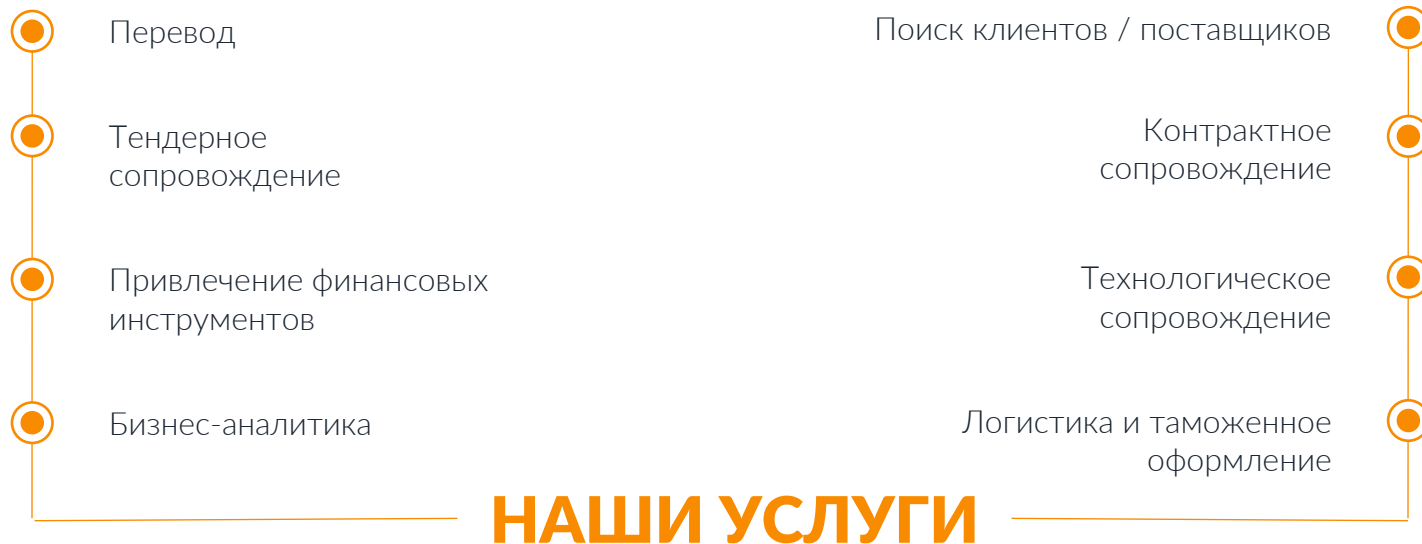 Перевод
Тендерное
сопровождение
Привлечение финансовых
инструментов
Бизнес-аналитика
Поиск клиентов / поставщиков
Контрактное
сопровождение
Технологическое
сопровождение
Логистика и таможенное
оформление
НАШИ УСЛУГИ